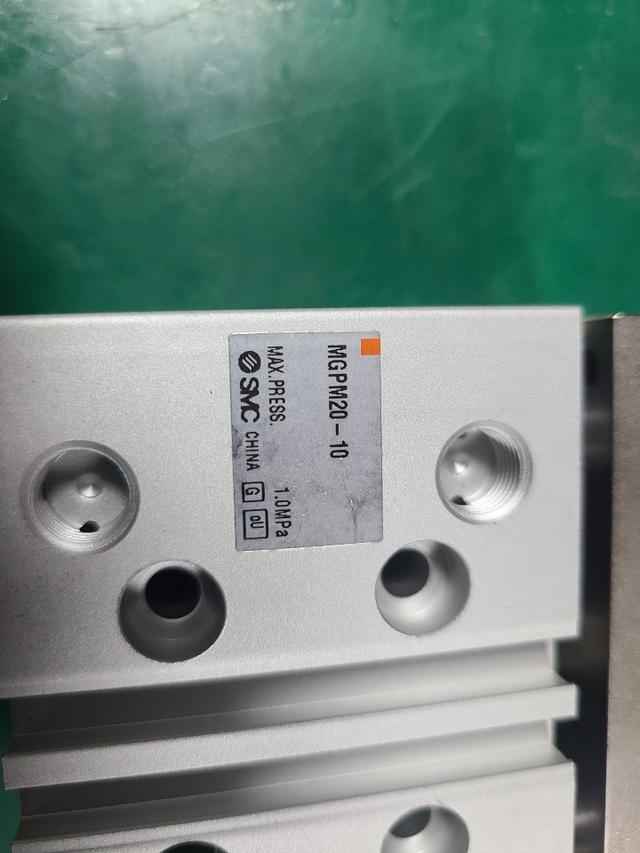 MGPM20-10
MAX.PRESS. 1.0MPa
SMC CHINA G